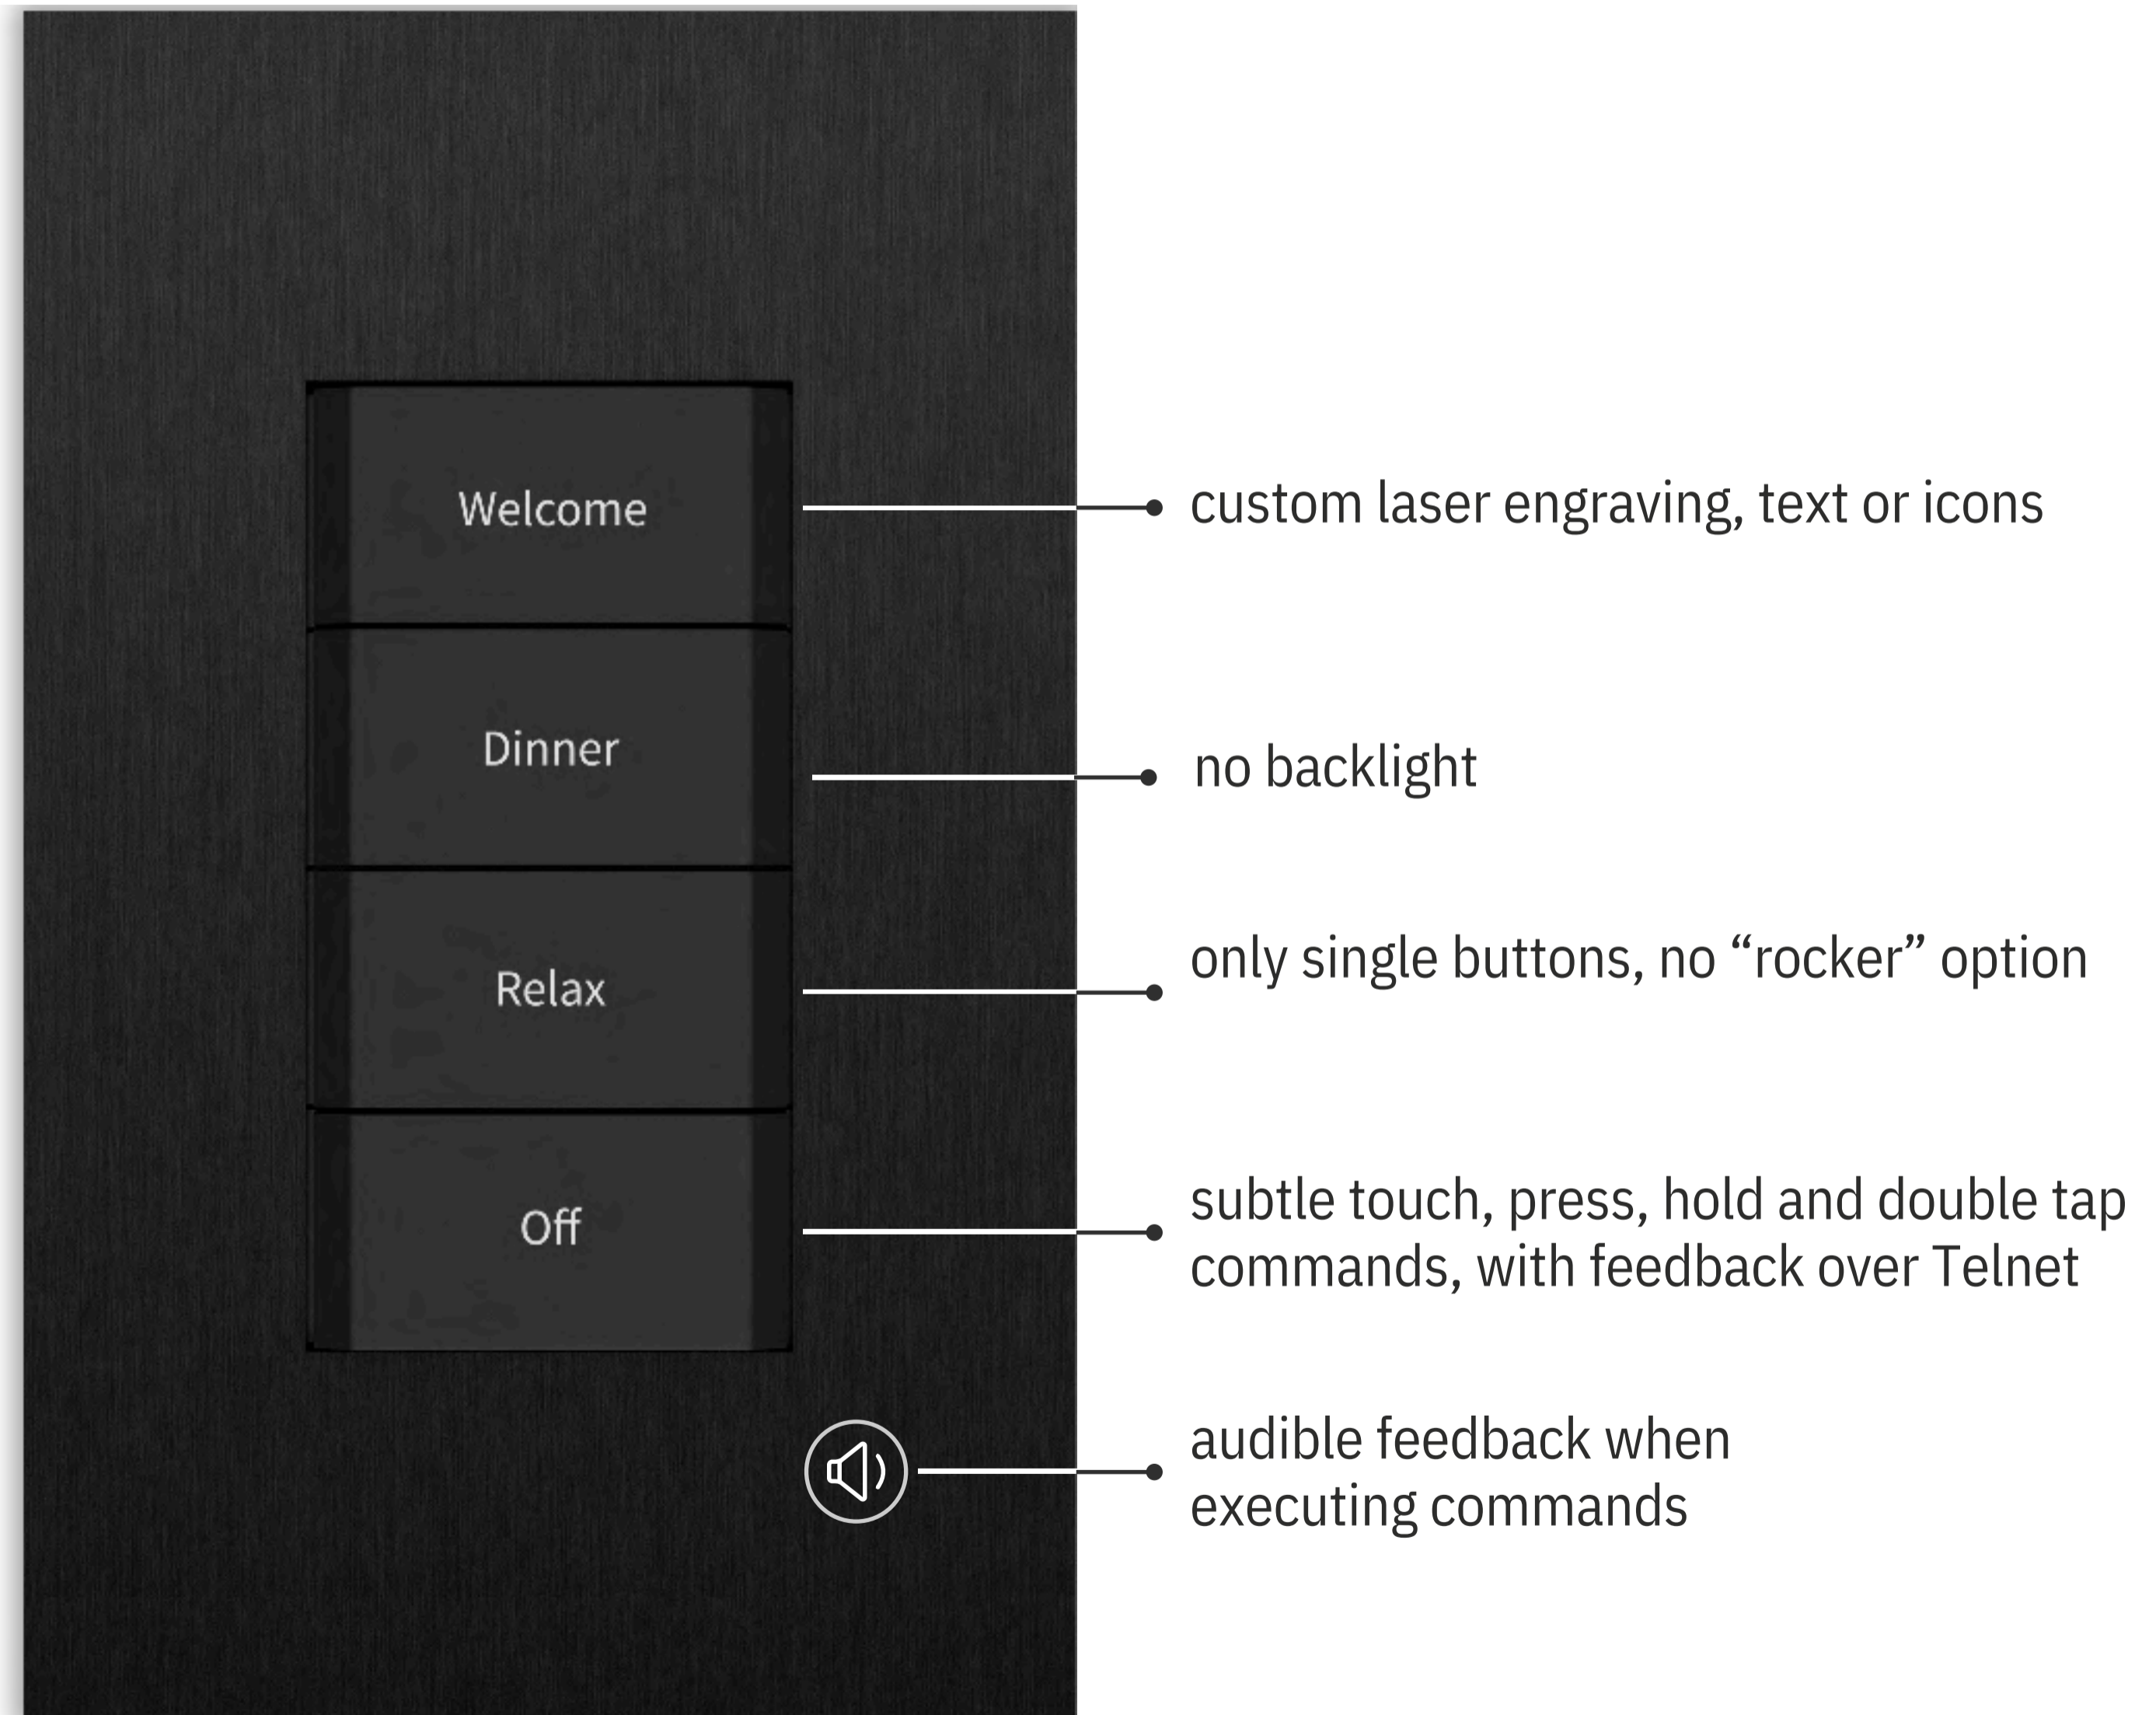 Welcome
custom laser engraving, text or icons
Dinner
no backlight
Relax
only single buttons, no “rocker” option
Off
subtle touch, press, hold and double tap
commands, with feedback over Telnet
audible feedback when
executing commands